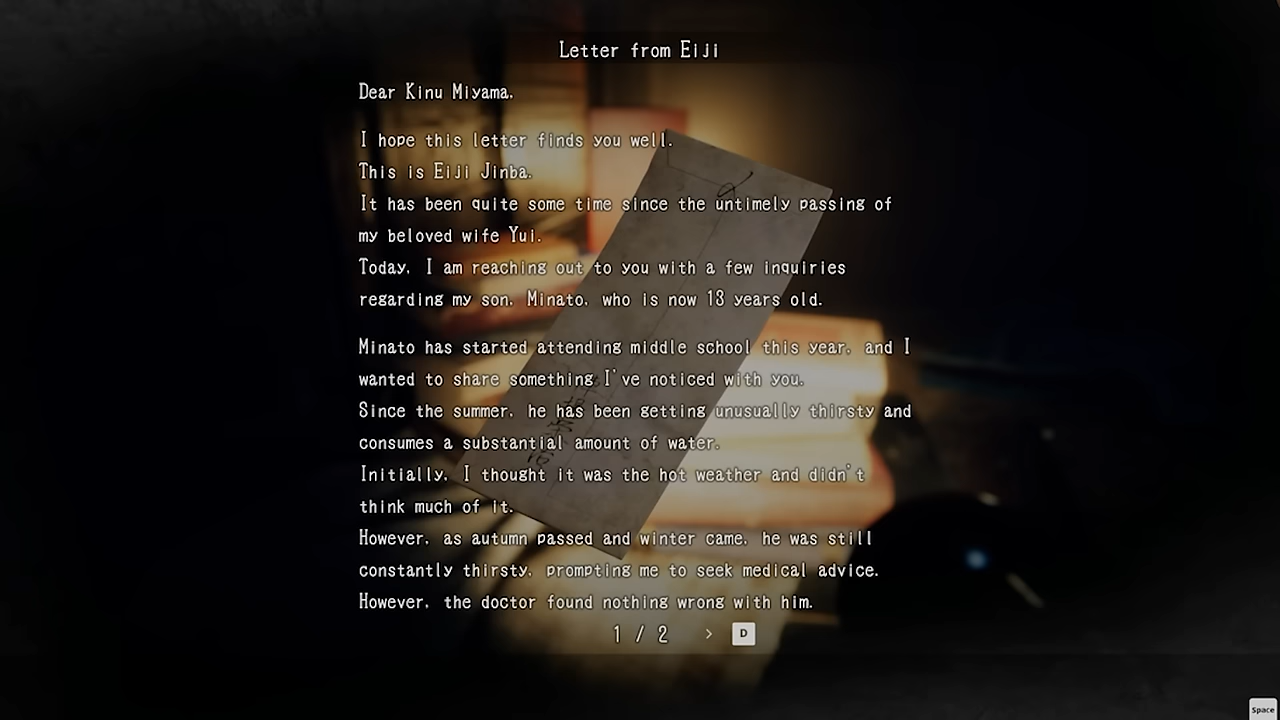 Letter from Eiji
Dear Kinu Miyama,
I hope this letter finds you well.
This is Eiji Jinba.
It has been quite some time since the untimely passing of
my beloved wife Yui.
Today, I am reaching out to you with a few inquiries
regarding my son, Minato, who is now 13 years old.
Minato has started attending middle school this year, and I
wanted to share something I've noticed with you.
Since the summer, he has been getting unusually thirsty and
consumes a substantial amount of water.
Initially, I thought it was the hot weather and didn't
think much of it.
However, as autumn passed and winter came, he was still
constantly thirsty, prompting me to seek medical advice.
However, the doctor found nothing wrong with him.
1 / 2 > D
Space